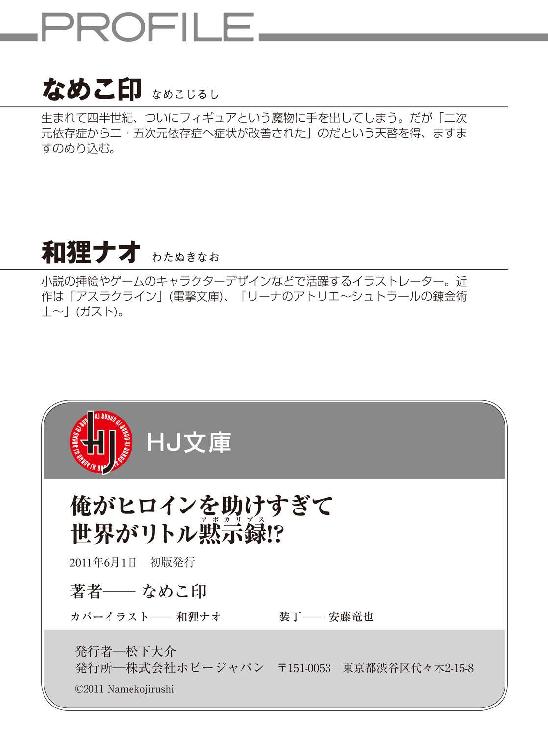 PROFILE
なめこ印 なめこじるし
生まれて四半世紀、ついにフィギュアという魔物に手を出してしまう。だが「二次
元依存症から二・五次元依存症へ症状が改善された」のだという天啓を得、ますま
すのめり込む。
和狸ナオ わたぬきなお
小説の挿絵やゲームのキャラクターデザインなどで活躍するイラストレーター。近
作は「アスラクライン」(電撃文庫)、「リーナのアトリエ~シュトラールの錬金術
士~」(ガスト)。
HJ
HJ文庫
俺がヒロインを助けすぎて
アポカリプス
世界がリトル黙示録!?
2011年6月1日 初版発行
著者── なめこ印
カバーイラスト── 和狸ナオ 装丁── 安藤竜也
発行者―松下大介
発行所―株式会社ホビージャパン 〒151-0053 東京都渋谷区代々木2-15-8
©2011 Namekojirushi